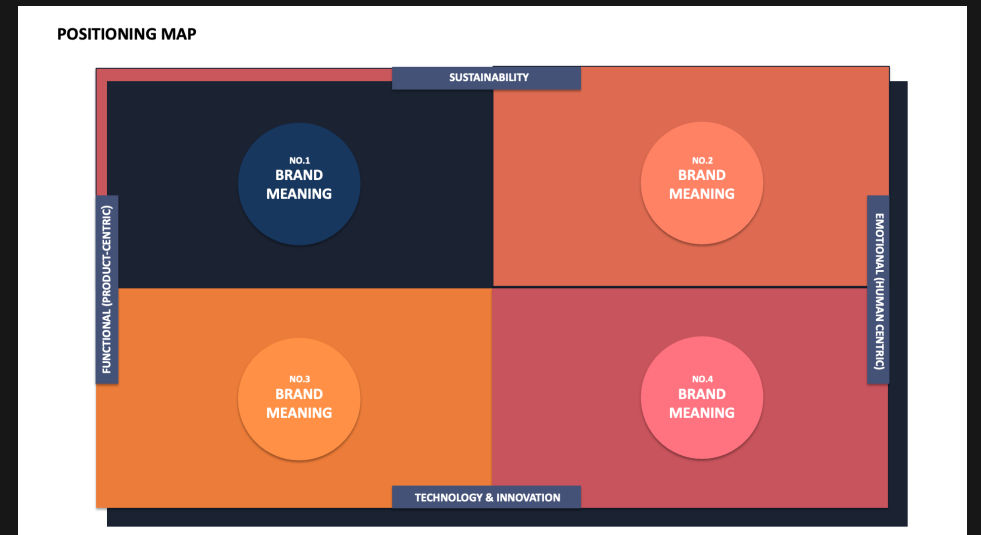 POSITIONING MAP
SUSTAINABILITY
NO.1
BRAND
MEANING
NO.2
BRAND
MEANING
FUNCTIONAL (PRODUCT-CENTRIC)
EMOTIONAL (HUMAN CENTRIC)
NO.3
BRAND
MEANING
NO.4
BRAND
MEANING
TECHNOLOGY & INNOVATION